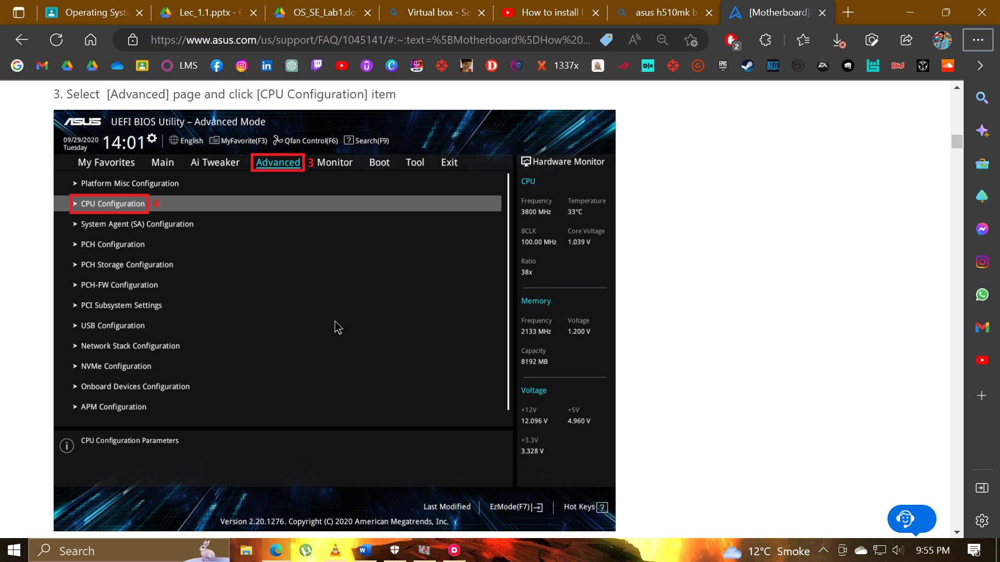 Operating Syst
Lec_1.1.pptx - G
OS_SE_Lab1.do
Virtual box - Se
How to install U
asus h510mk b
[Motherboard]
https://www.asus.com/us/support/FAQ/1045141/#:~:text=%5BMotherboard%5DHow%20...
2
LMS
1337x
3. Select [Advanced] page and click [CPU Configuration] item
ASUS UEFI BIOS Utility – Advanced Mode
09/29/2020
Tuesday
14:01
English
MyFavorite(F3)
Qfan Control(F6)
? Search(F9)
My Favorites Main Ai Tweaker Advanced 3 Monitor Boot Tool Exit
Hardware Monitor
Platform Misc Configuration
CPU Configuration 4
System Agent (SA) Configuration
PCH Configuration
PCH Storage Configuration
PCH-FW Configuration
PCI Subsystem Settings
USB Configuration
Network Stack Configuration
NVMe Configuration
Onboard Devices Configuration
APM Configuration
CPU
Frequency Temperature
3800 MHz 33°C
BCLK Core Voltage
100.00 MHz 1.039 V
Ratio
38x
Memory
Frequency Voltage
2133 MHz 1.200 V
Capacity
8192 MB
Voltage
+12V +5V
12.096 V 4.960 V
+3.3V
3.328 V
CPU Configuration Parameters
Last Modified
EzMode(F7)
Hot Keys ?
Version 2.20.1276. Copyright (C) 2020 American Megatrends, Inc.
Search
12°C Smoke
9:55 PM